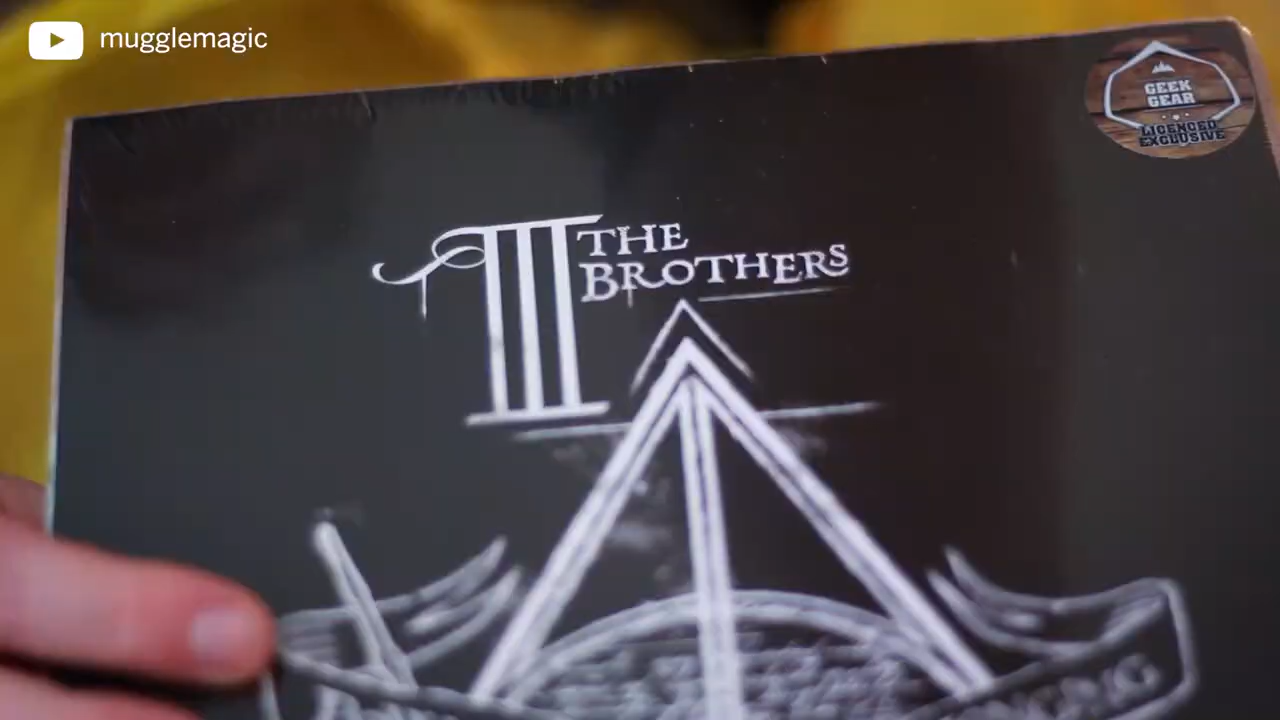 mugglemagic
GEEK
GEAR
LICENCED
EXCLUSIVE
III THE
BROTHERS